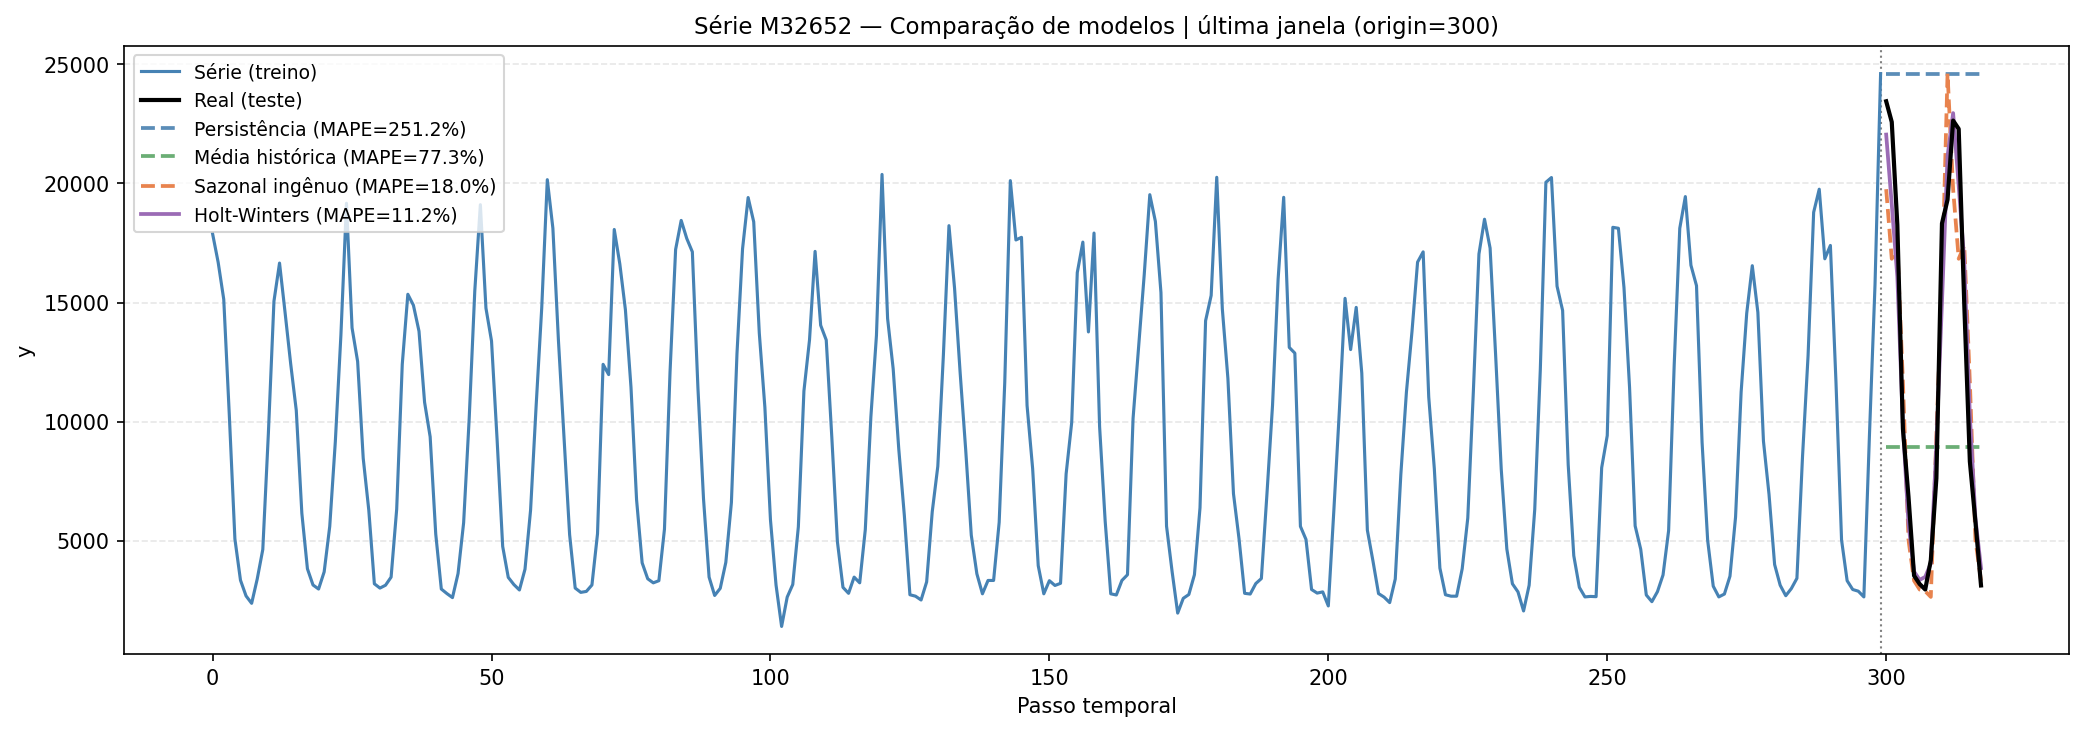 Série M32652 — Comparação de modelos | última janela (origin=300)
Série (treino)
Real (teste)
Persistência (MAPE=251.2%)
Média histórica (MAPE=77.3%)
Sazonal ingênuo (MAPE=18.0%)
Holt-Winters (MAPE=11.2%)
25000
20000
15000
10000
5000
y
0 50 100 150 200 250 300
Passo temporal